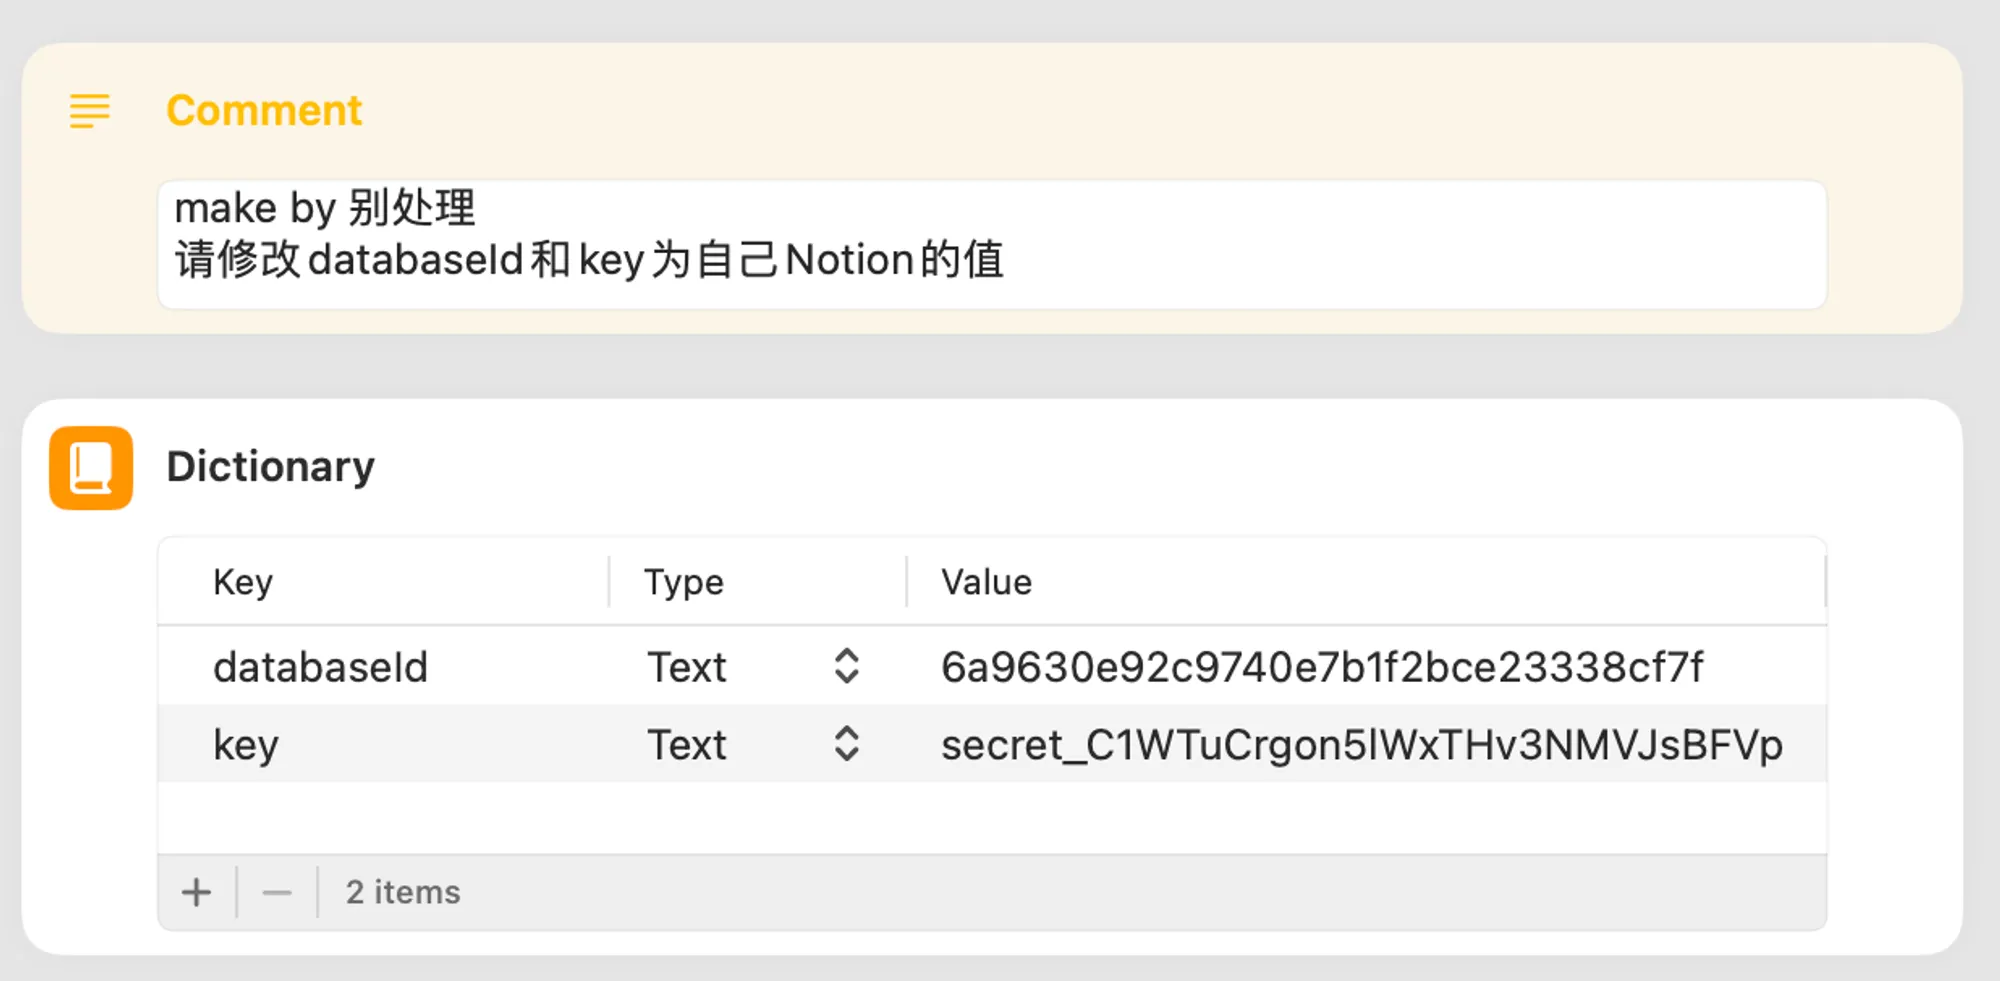 Comment
make by 别处理
请修改databaseId和key为自己Notion的值
Dictionary
Key Type Value
databaseId Text 6a9630e92c9740e7b1f2bce23338cf7f
key Text secret_C1WTuCrgon5lWxTHv3NMVJsBFVp
2 items